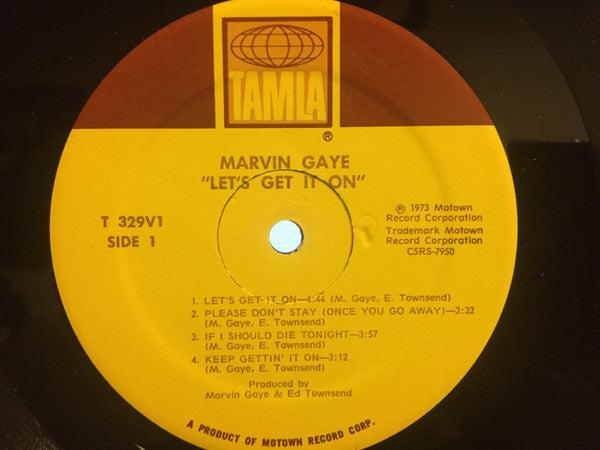 TAMLA
®
MARVIN GAYE
"LET'S GET IT ON"
T 329V1
SIDE 1
℗ 1973 Motown
Record Corporation
Trademark Motown
Record Corporation
CSRS-7950
1. LET'S GET IT ON—4:44 (M. Gaye, E. Townsend)
2. PLEASE DON'T STAY (ONCE YOU GO AWAY)—3:32
(M. Gaye, E. Townsend)
3. IF I SHOULD DIE TONIGHT—3:57
(M. Gaye, E. Townsend)
4. KEEP GETTIN' IT ON—3:12
(M. Gaye, E. Townsend)
Produced by
Marvin Gaye & Ed Townsend
A PRODUCT OF MOTOWN RECORD CORP.